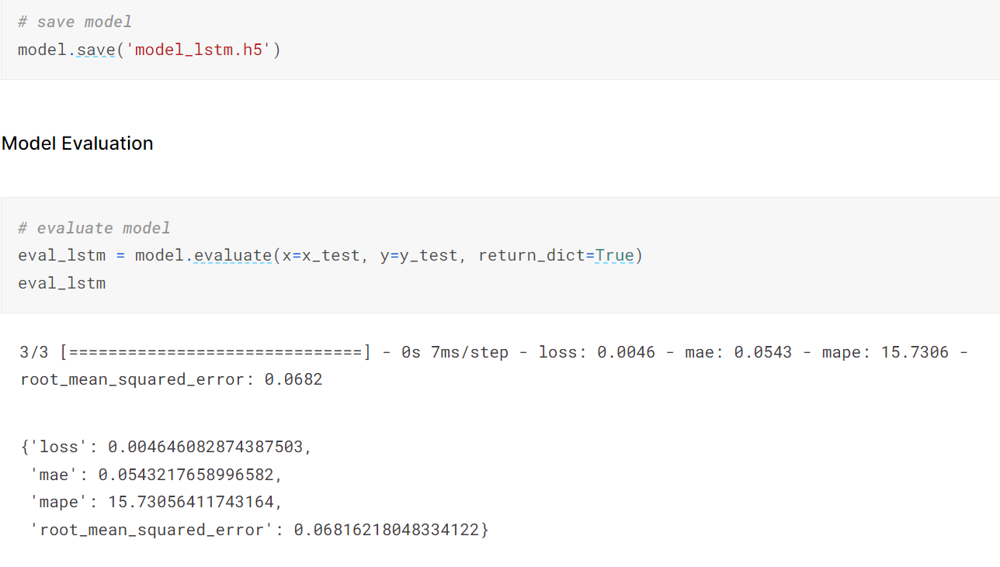 # save model
model.save('model_lstm.h5')
Model Evaluation
# evaluate model
eval_lstm = model.evaluate(x=x_test, y=y_test, return_dict=True)
eval_lstm
3/3 [==============================] - 0s 7ms/step - loss: 0.0046 - mae: 0.0543 - mape: 15.7306 -
root_mean_squared_error: 0.0682
{'loss': 0.004646082874387503,
 'mae': 0.0543217658996582,
 'mape': 15.73056411743164,
 'root_mean_squared_error': 0.06816218048334122}